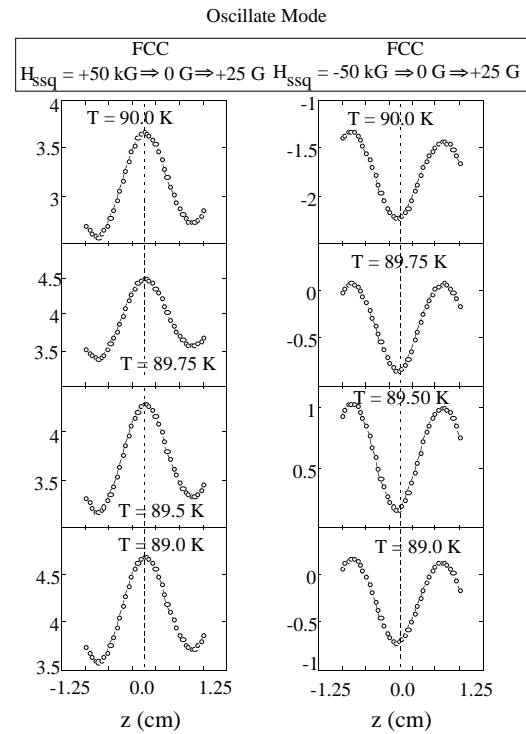 Oscillate Mode
FCC
H_ssq = +50 kG⇒ 0 G⇒+25 G
FCC
H_ssq = -50 kG ⇒0 G⇒+25 G
4
3.5
3
T = 90.0 K
-1
-1.5
-2
T = 90.0 K
4.5
4
3.5
T = 89.75 K
0
-0.5
T = 89.75 K
4
3.5
T = 89.5 K
1
0.5
T = 89.50 K
4.5
4
3.5
T = 89.0 K
0
-0.5
-1
T = 89.0 K
-1.25 0.0 1.25
z (cm)
-1.25 0.0 1.25
z (cm)